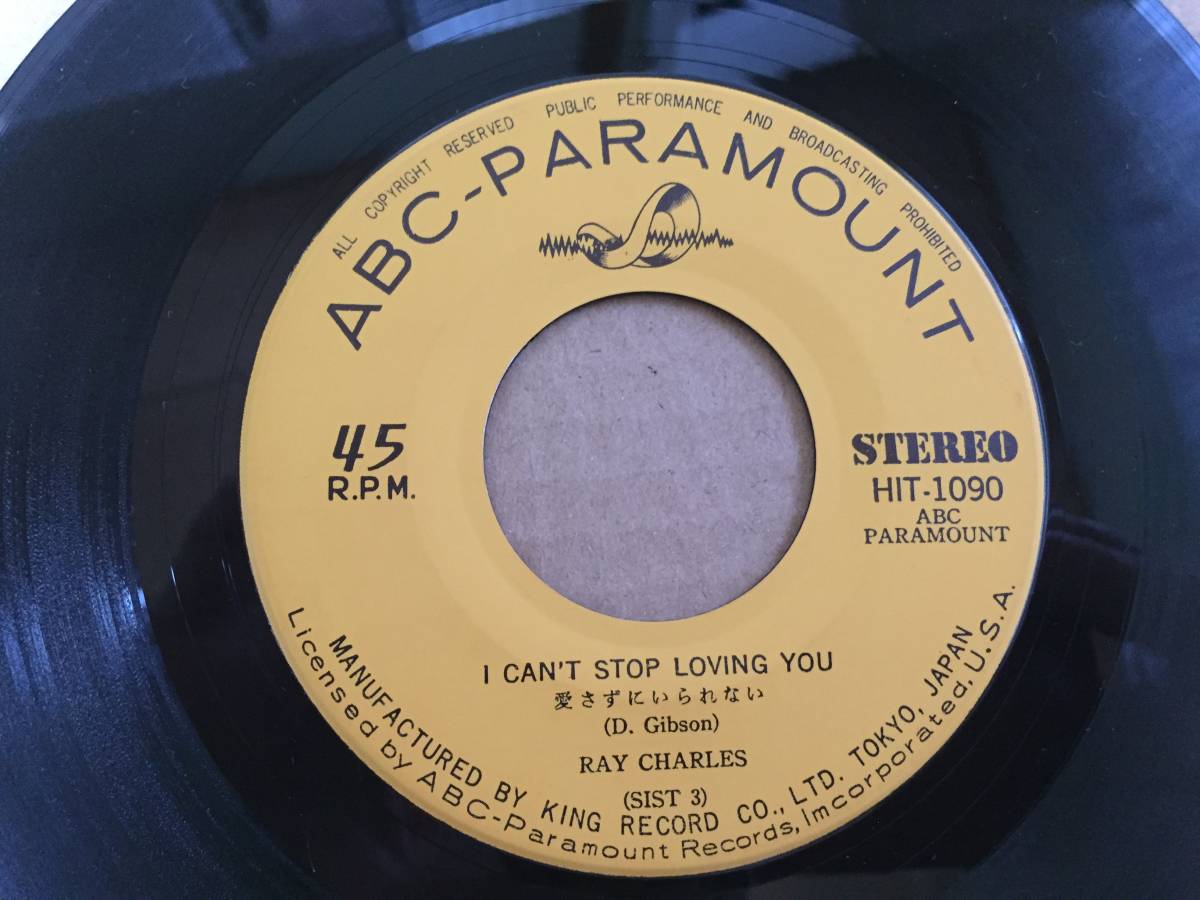 ALL COPYRIGHT RESERVED PUBLIC PERFORMANCE AND BROADCASTING PROHIBITED
ABC-PARAMOUNT
45
R.P.M.
STEREO
HIT-1090
ABC
PARAMOUNT
I CAN'T STOP LOVING YOU
愛さずにいられない
(D. Gibson)
RAY CHARLES
(SIST 3)
MANUFACTURED BY KING RECORD CO., LTD. TOKYO, JAPAN
Licensed by ABC-Paramount Records, Imcorporated, U.S.A.